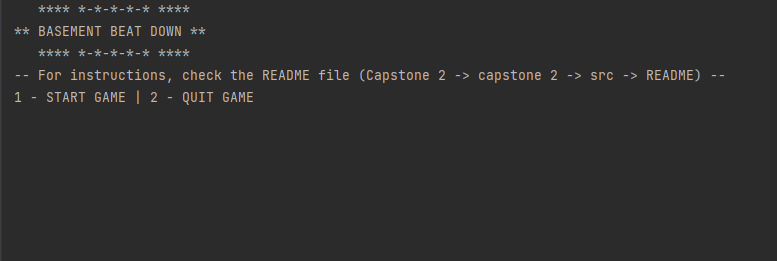 **** *-*-*-*-* ****
** BASEMENT BEAT DOWN **
**** *-*-*-*-* ****
-- For instructions, check the README file (Capstone 2 -> capstone 2 -> src -> README) --
1 - START GAME | 2 - QUIT GAME